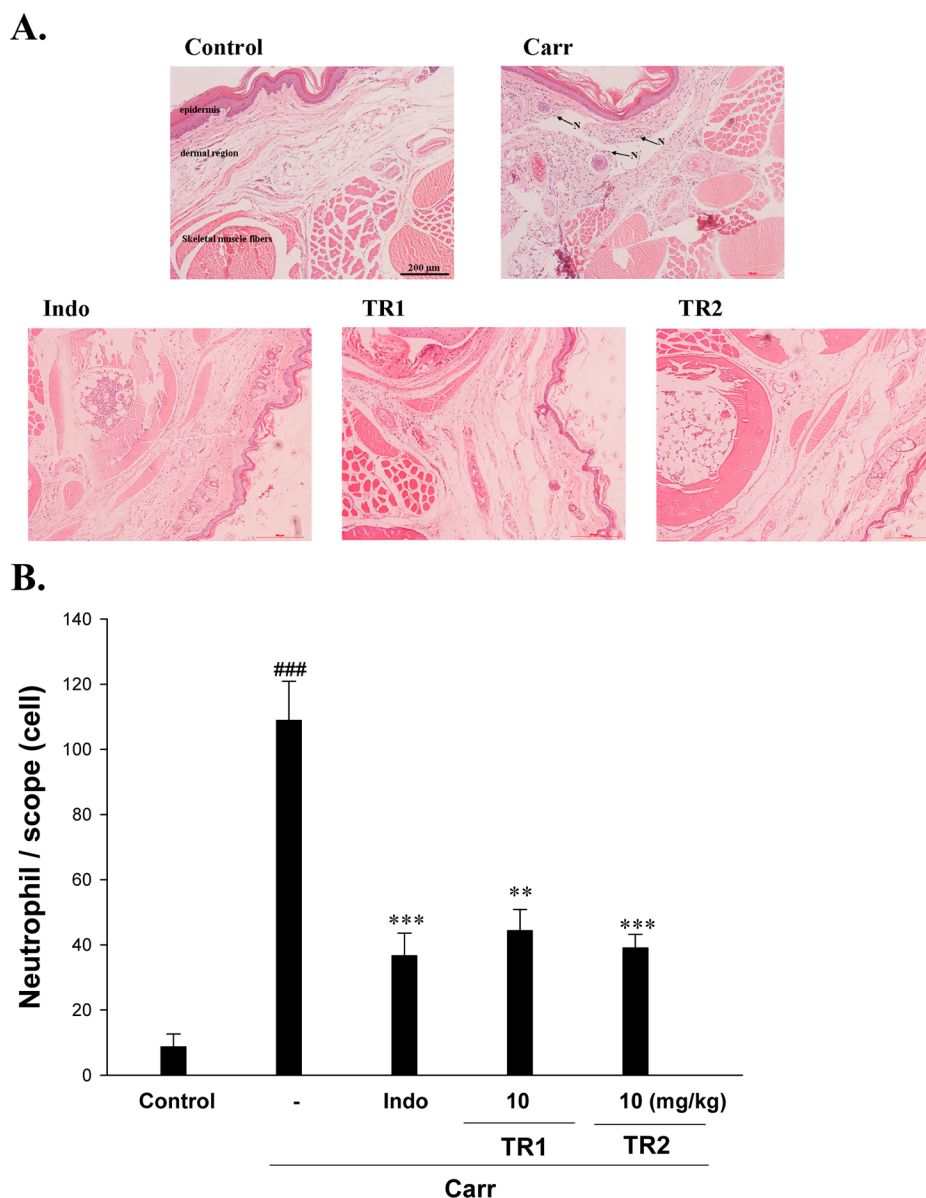 A.
Control
Carr
epidermis
dermal region
Skeletal muscle fibers
200 μm
N
N
N
Indo
TR1
TR2
B.
Neutrophil / scope (cell)
140
120
100
80
60
40
20
0
###
***
**
***
Control - Indo 10 10 (mg/kg)
TR1 TR2
Carr